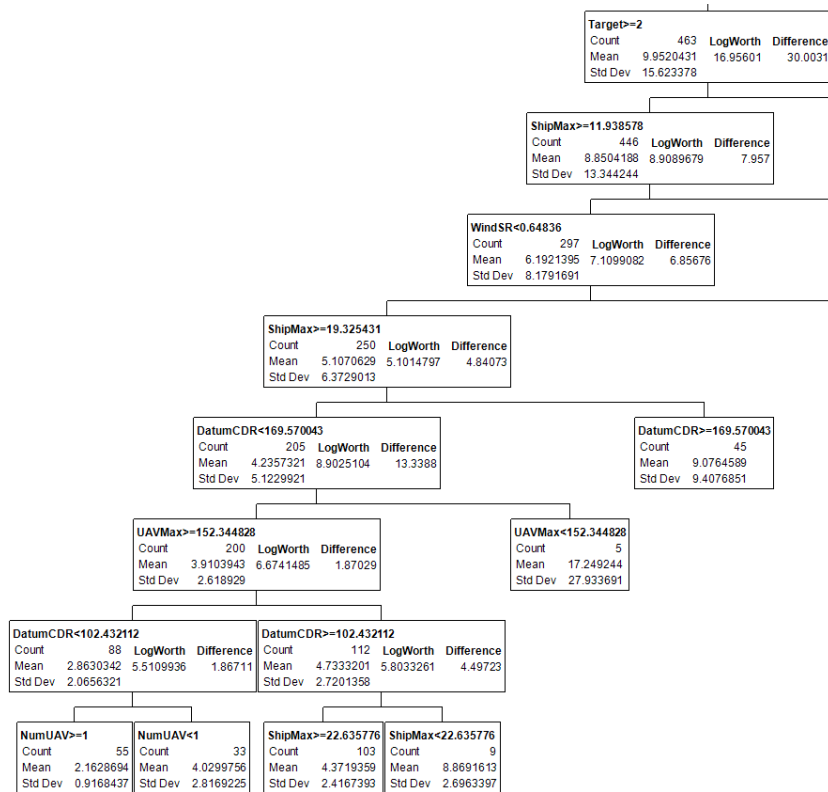 Target>=2
Count 463 LogWorth Difference
Mean 9.9520431 16.95601 30.0031
Std Dev 15.623378
ShipMax>=11.938578
Count 446 LogWorth Difference
Mean 8.8504188 8.9089679 7.957
Std Dev 13.344244
WindSR<0.64836
Count 297 LogWorth Difference
Mean 6.1921395 7.1099082 6.85676
Std Dev 8.1791691
ShipMax>=19.325431
Count 250 LogWorth Difference
Mean 5.1070629 5.1014797 4.84073
Std Dev 6.3729013
DatumCDR<169.570043
Count 205 LogWorth Difference
Mean 4.2357321 8.9025104 13.3388
Std Dev 5.1229921
DatumCDR>=169.570043
Count 45
Mean 9.0764589
Std Dev 9.4076851
UAVMax>=152.344828
Count 200 LogWorth Difference
Mean 3.9103943 6.6741485 1.87029
Std Dev 2.618929
UAVMax<152.344828
Count 5
Mean 17.249244
Std Dev 27.933691
DatumCDR<102.432112
Count 88 LogWorth Difference
Mean 2.8630342 5.5109936 1.86711
Std Dev 2.0656321
DatumCDR>=102.432112
Count 112 LogWorth Difference
Mean 4.7333201 5.8033261 4.49723
Std Dev 2.7201358
NumUAV>=1
Count 55
Mean 2.1628694
Std Dev 0.9168437
NumUAV<1
Count 33
Mean 4.0299756
Std Dev 2.8169225
ShipMax>=22.635776
Count 103
Mean 4.3719359
Std Dev 2.4167393
ShipMax<22.635776
Count 9
Mean 8.8691613
Std Dev 2.6963397